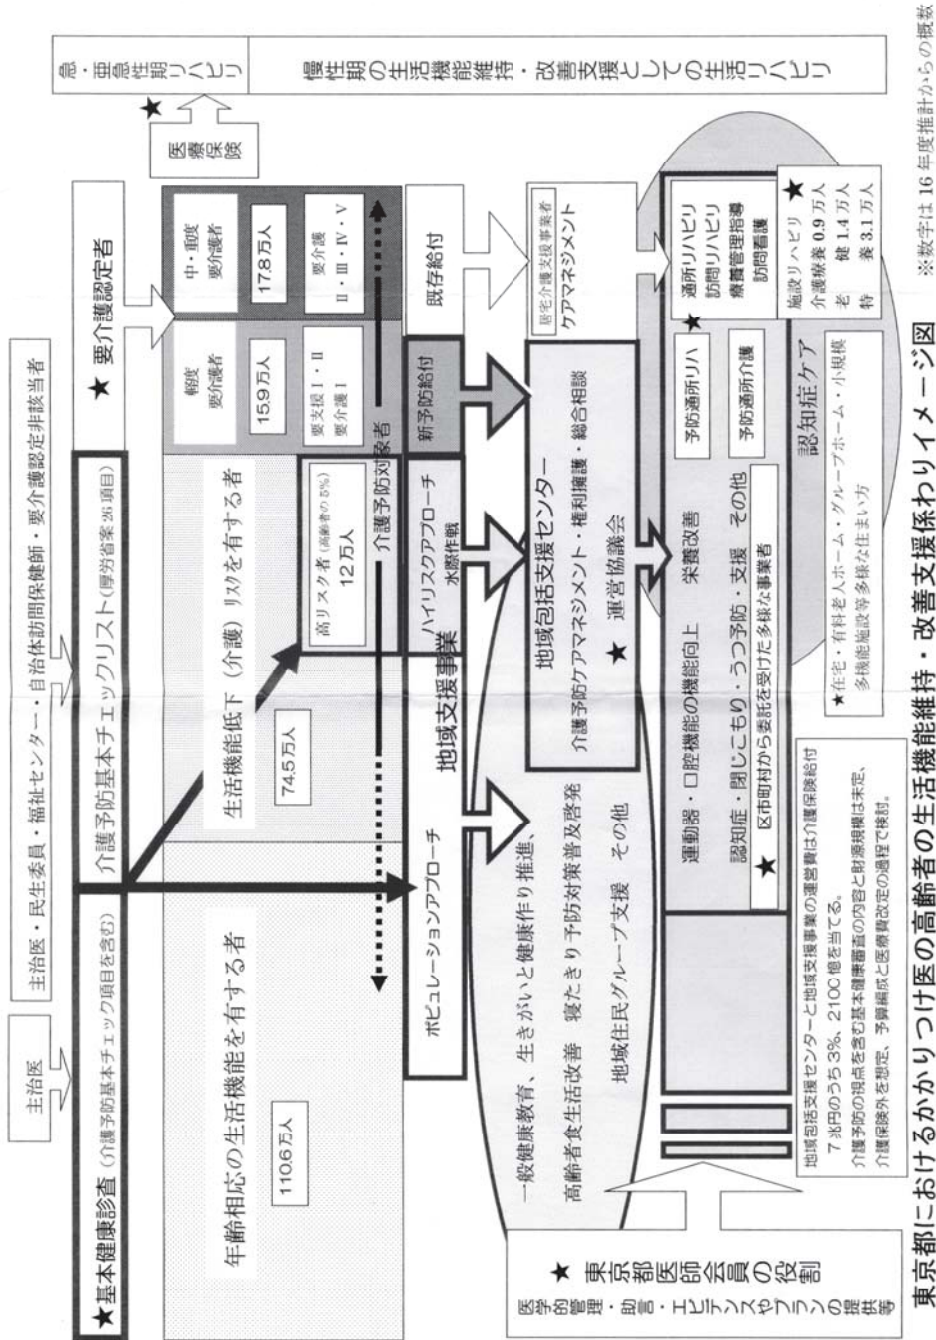 主治医
主治医・民生委員・福祉センター・自治体訪問保健師・要介護認定非該当者
★基本健康診査(介護予防基本チェック項目を含む)
介護予防基本チェックリスト(厚労省案26項目)
★ 要介護認定者
年齢相応の生活機能を有する者
110.6万人
生活機能低下(介護)リスクを有する者
74.5万人
高リスク者(高齢者の5%)
12万人
軽度
要介護者
15.9万人
要支援Ⅰ・Ⅱ
要介護Ⅰ
中・重度
要介護者
17.8万人
要介護
Ⅱ・Ⅲ・Ⅳ・Ⅴ
介護予防対象者
医療保険
★
急・亜急性期リハビリ
慢性期の生活機能維持・改善支援としての生活リハビリ
ポピュレーションアプローチ
ハイリスクアプローチ
水際作戦
地域支援事業
新予防給付
既存給付
一般健康教育、生きがいと健康作り推進、
高齢者食生活改善 寝たきり予防対策普及啓発
地域住民グループ支援 その他
地域包括支援センター
介護予防ケアマネジメント・権利擁護・総合相談
★ 運営協議会
居宅介護支援事業者
ケアマネジメント
運動器・口腔機能の機能向上 栄養改善
認知症・閉じこもり・うつ予防・支援 その他
★ 区市町村から委託を受けた多様な事業者
予防通所リハ
★
予防通所介護
通所リハビリ
訪問リハビリ
療養管理指導
訪問看護
認知症ケア
施設リハビリ ★
介護療養 0.9万人
老 健 1.4万人
特 養 3.1万人
★在宅・有料老人ホーム・グループホーム・小規模
多機能施設等多様な住まい方
★ 東京都医師会員の役割
医学的管理・助言・エビデンスやプランの提供等
地域包括支援センターと地域支援事業の運営費は介護保険給付
7兆円のうち3%、2100億を当てる。
介護予防の視点を含む基本健康審査の内容と財源規模は未定、
介護保険外を想定、予算編成と医療費改定の過程で検討。
東京都におけるかかりつけ医の高齢者の生活機能維持・改善支援係わりイメージ図
※数字は16年度推計からの概数